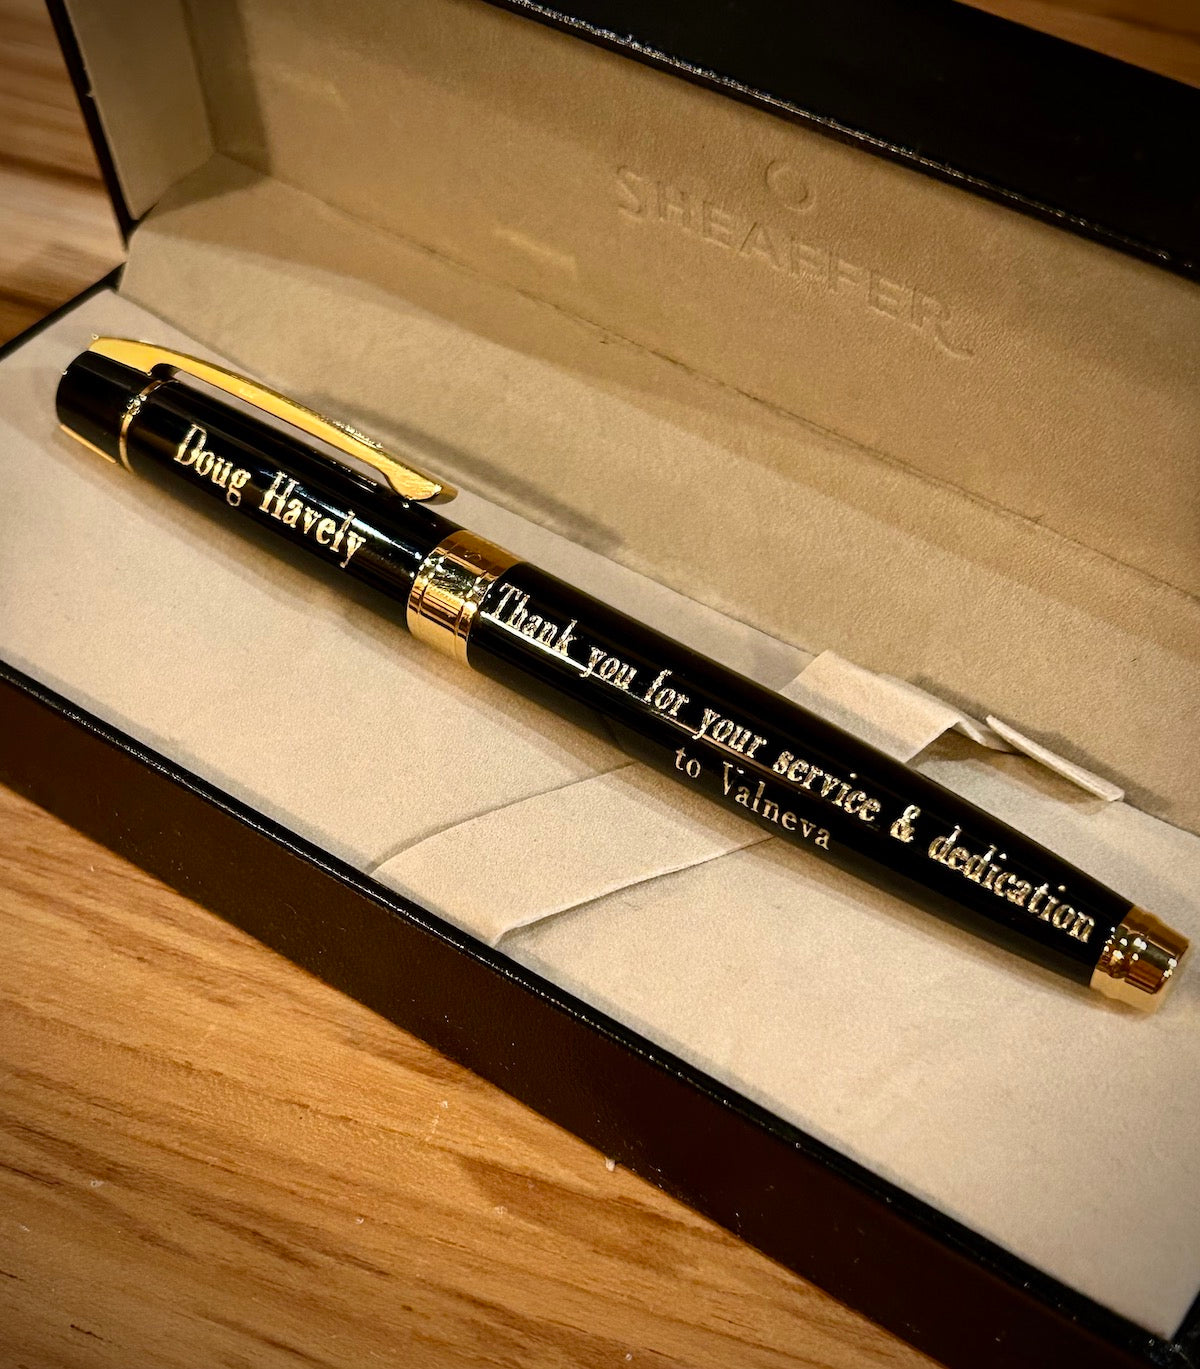 SHEAFFER
Doug Havely
Thank you for your service & dedication
to Valneva